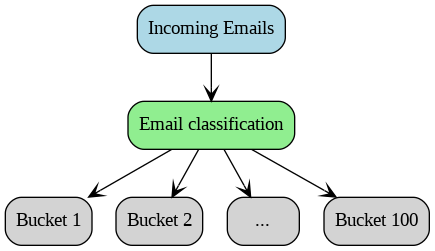 Incoming Emails
Email classification
Bucket 1
Bucket 2
...
Bucket 100